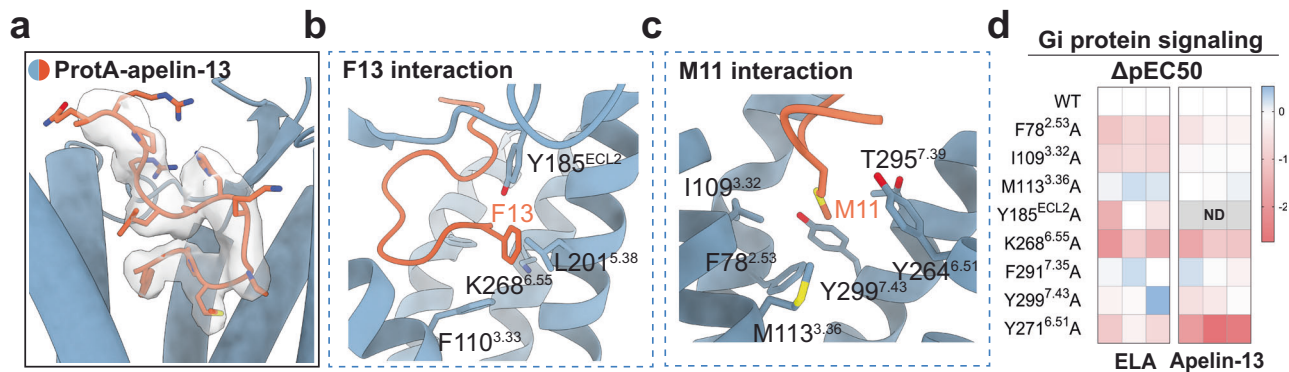 a
ProtA-apelin-13
b
F13 interaction
Y185ECL2
F13
L2015.38
K2686.55
F1103.33
c
M11 interaction
T2957.39
I1093.32
M11
F782.53
Y2646.51
Y2997.43
M1133.36
d
Gi protein signaling
ΔpEC50
WT
F782.53A
I1093.32A
M1133.36A
Y185ECL2A
ND
K2686.55A
F2917.35A
Y2997.43A
Y2716.51A
ELA Apelin-13
0
-1
-2